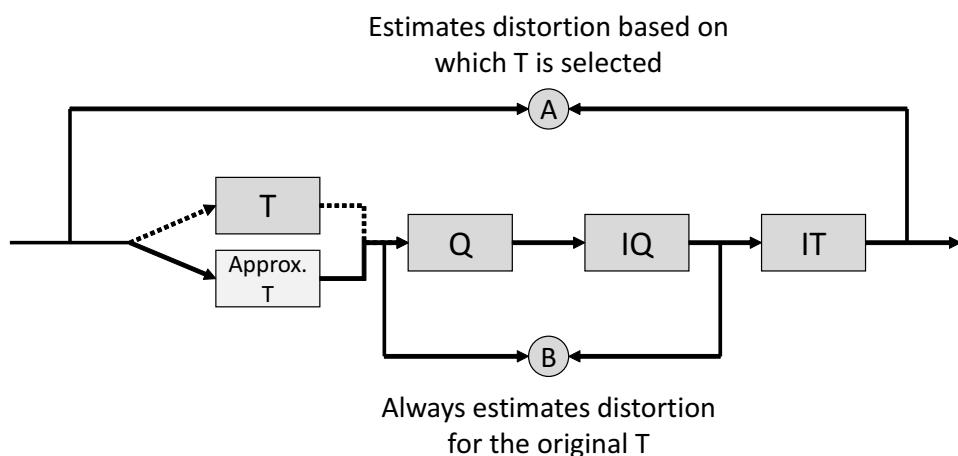 Estimates distortion based on
which T is selected
A
T
Approx.
T
Q
IQ
IT
B
Always estimates distortion
for the original T